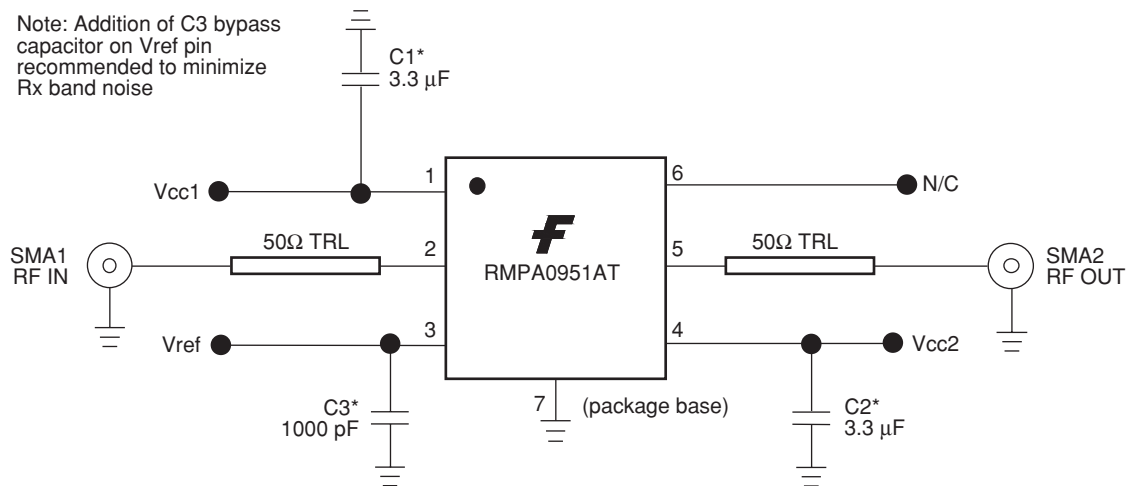 Note: Addition of C3 bypass
capacitor on Vref pin
recommended to minimize
Rx band noise
C1*
3.3 μF
Vcc1
1
6
N/C
SMA1
RF IN
50Ω TRL
2
RMPA0951AT
5
50Ω TRL
SMA2
RF OUT
Vref
3
4
Vcc2
C3*
1000 pF
7
(package base)
C2*
3.3 μF